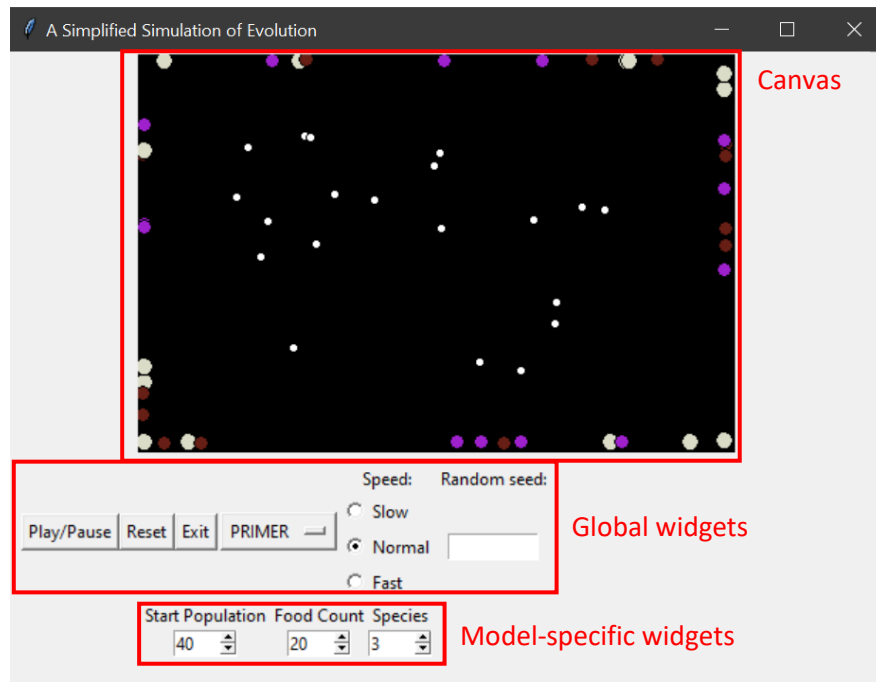 A Simplified Simulation of Evolution
Canvas
Speed: Random seed:
Slow
Play/Pause Reset Exit PRIMER Normal
Fast
Global widgets
Start Population Food Count Species
40 20 3
Model-specific widgets